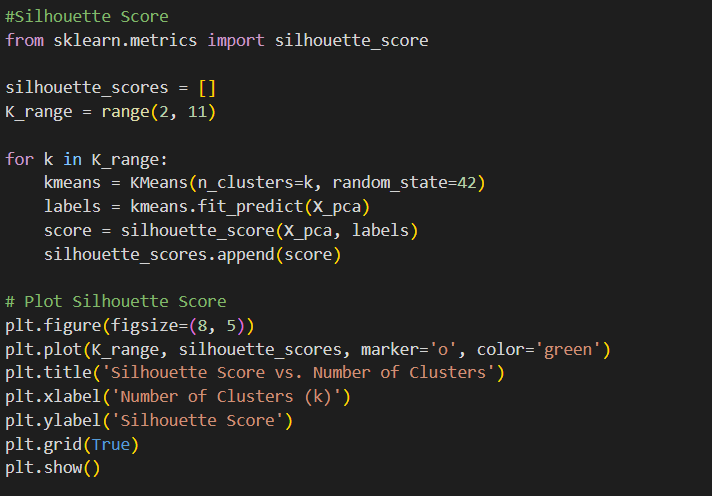 #Silhouette Score
from sklearn.metrics import silhouette_score
silhouette_scores = []
K_range = range(2, 11)
for k in K_range:
    kmeans = KMeans(n_clusters=k, random_state=42)
    labels = kmeans.fit_predict(X_pca)
    score = silhouette_score(X_pca, labels)
    silhouette_scores.append(score)
# Plot Silhouette Score
plt.figure(figsize=(8, 5))
plt.plot(K_range, silhouette_scores, marker='o', color='green')
plt.title('Silhouette Score vs. Number of Clusters')
plt.xlabel('Number of Clusters (k)')
plt.ylabel('Silhouette Score')
plt.grid(True)
plt.show()